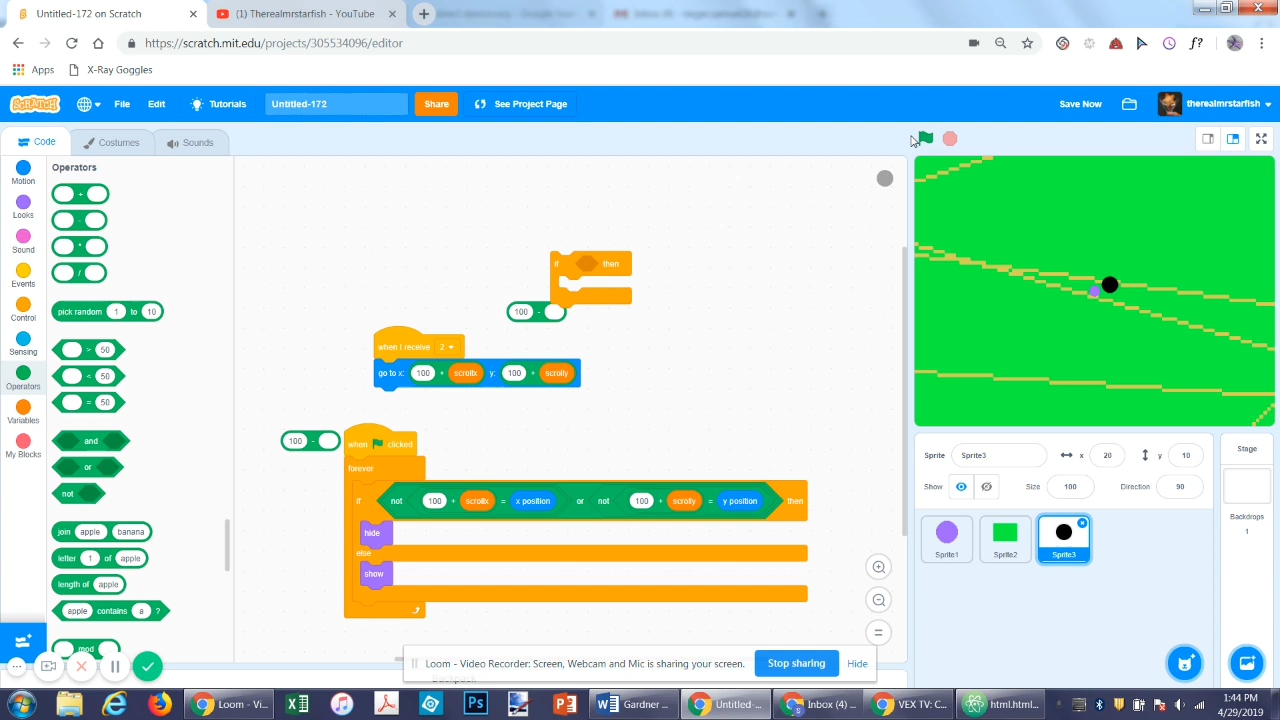 Untitled-172 on Scratch
(1) Therealmrstarfish - YouTube
https://scratch.mit.edu/projects/305534096/editor
Apps X-Ray Goggles
SCRATCH File Edit Tutorials Untitled-172 Share See Project Page Save Now therealmrstarfish
Code Costumes Sounds
Motion
Looks
Sound
Events
Control
Sensing
Operators
Variables
My Blocks
Operators
+
-
*
/
pick random 1 to 10
> 50
< 50
= 50
and
or
not
join apple banana
letter 1 of apple
length of apple
apple contains a ?
mod
if then
100 -
when I receive 2
go to x: 100 + scrollx y: 100 + scrolly
100 -
when clicked
forever
if not 100 + scrollx = x position or not 100 + scrolly = y position then
hide
else
show
Sprite Sprite3 x 20 y 10
Show Size 100 Direction 90
Sprite1 Sprite2 Sprite3
Stage
Backdrops
1
Loom - Video Recorder: Screen, Webcam and Mic is sharing your screen. Stop sharing Hide
Backpack
Loom - Vi... Gardner ... Untitled-... Inbox (4) ... VEX TV: C... html.html...
1:44 PM
4/29/2019